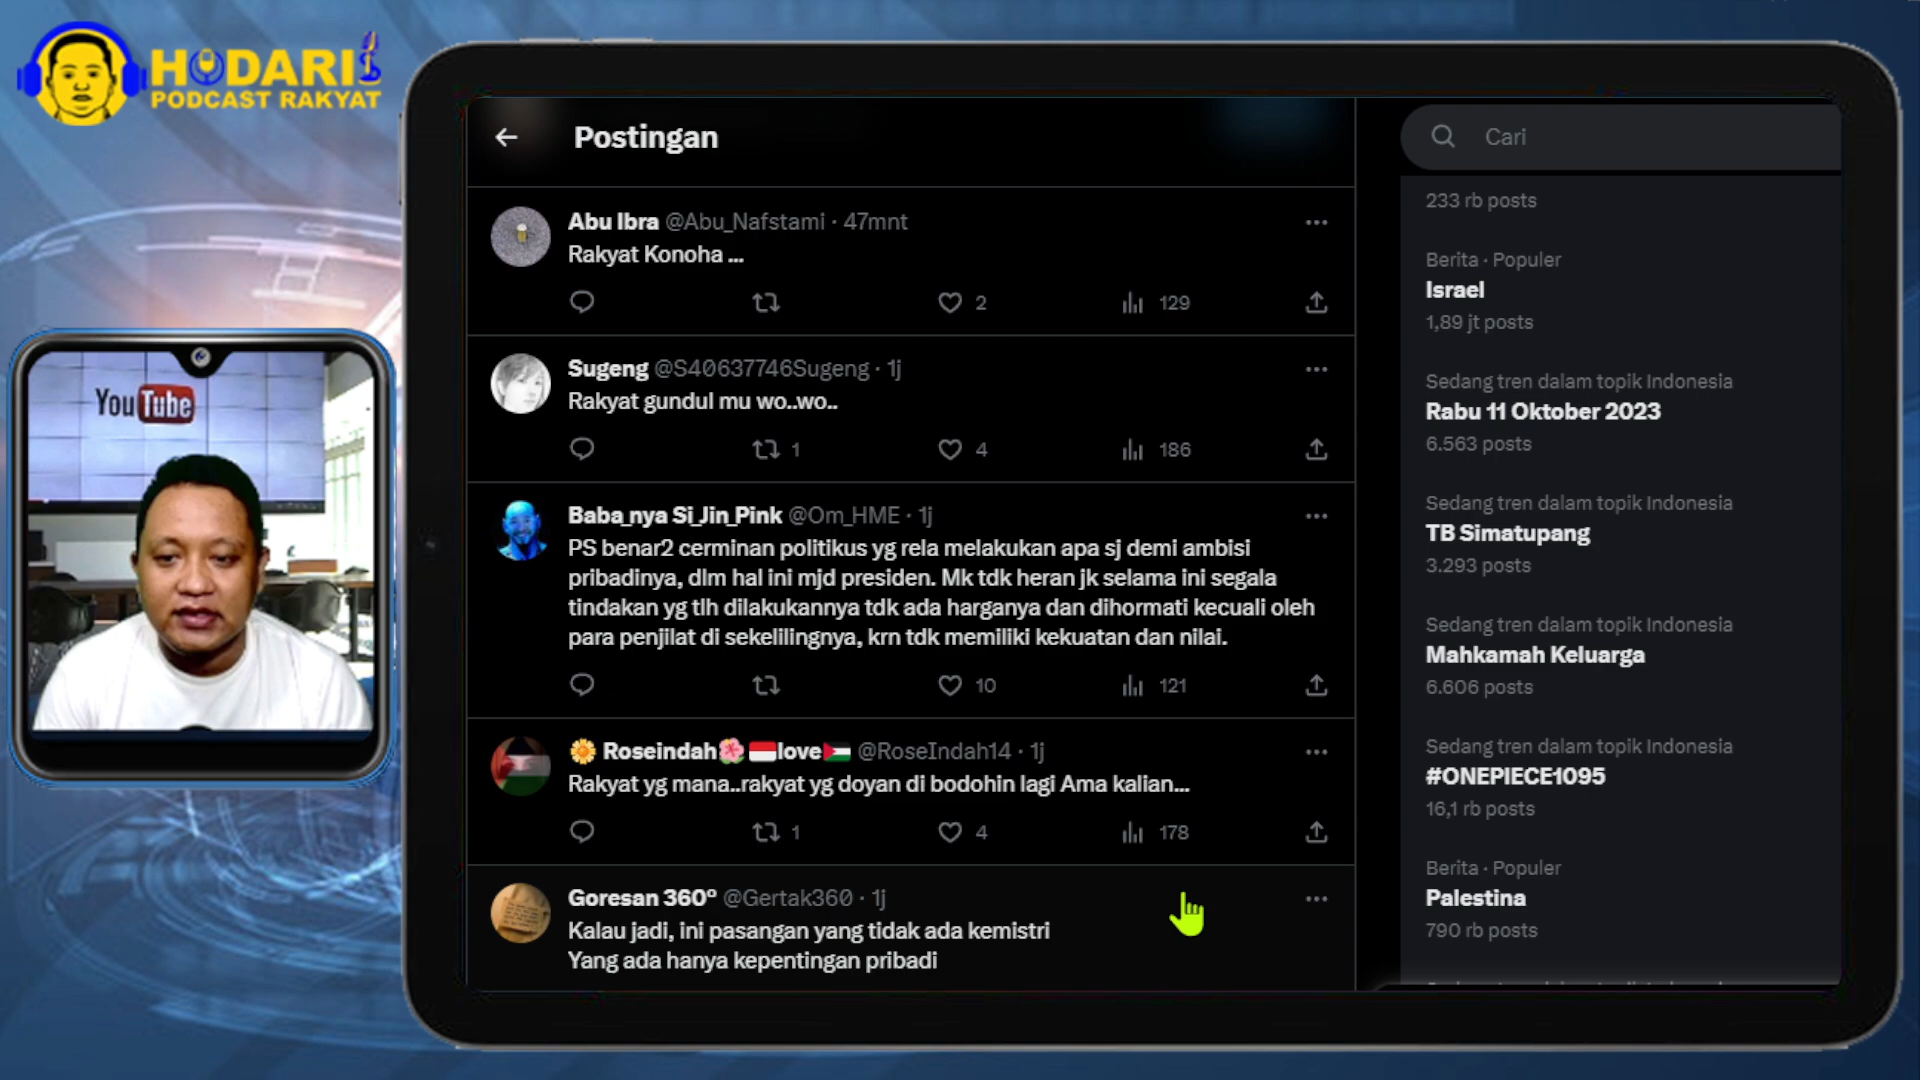 HODARI
PODCAST RAKYAT
YouTube
Postingan
Abu Ibra @Abu_Nafstami · 47mnt
Rakyat Konoha ...
2
129
Sugeng @S40637746Sugeng · 1j
Rakyat gundul mu wo..wo..
1
4
186
Baba_nya Si_Jin_Pink @Om_HME · 1j
PS benar2 cerminan politikus yg rela melakukan apa sj demi ambisi
pribadinya, dlm hal ini mjd presiden. Mk tdk heran jk selama ini segala
tindakan yg tlh dilakukannya tdk ada harganya dan dihormati kecuali oleh
para penjilat di sekelilingnya, krn tdk memiliki kekuatan dan nilai.
10
121
🌼 Roseindah🌺🇮🇩love🇵🇸 @RoseIndah14 · 1j
Rakyat yg mana..rakyat yg doyan di bodohin lagi Ama kalian...
1
4
178
Goresan 360° @Gertak360 · 1j
Kalau jadi, ini pasangan yang tidak ada kemistri
Yang ada hanya kepentingan pribadi
Cari
233 rb posts
Berita · Populer
Israel
1,89 jt posts
Sedang tren dalam topik Indonesia
Rabu 11 Oktober 2023
6.563 posts
Sedang tren dalam topik Indonesia
TB Simatupang
3.293 posts
Sedang tren dalam topik Indonesia
Mahkamah Keluarga
6.606 posts
Sedang tren dalam topik Indonesia
#ONEPIECE1095
16,1 rb posts
Berita · Populer
Palestina
790 rb posts